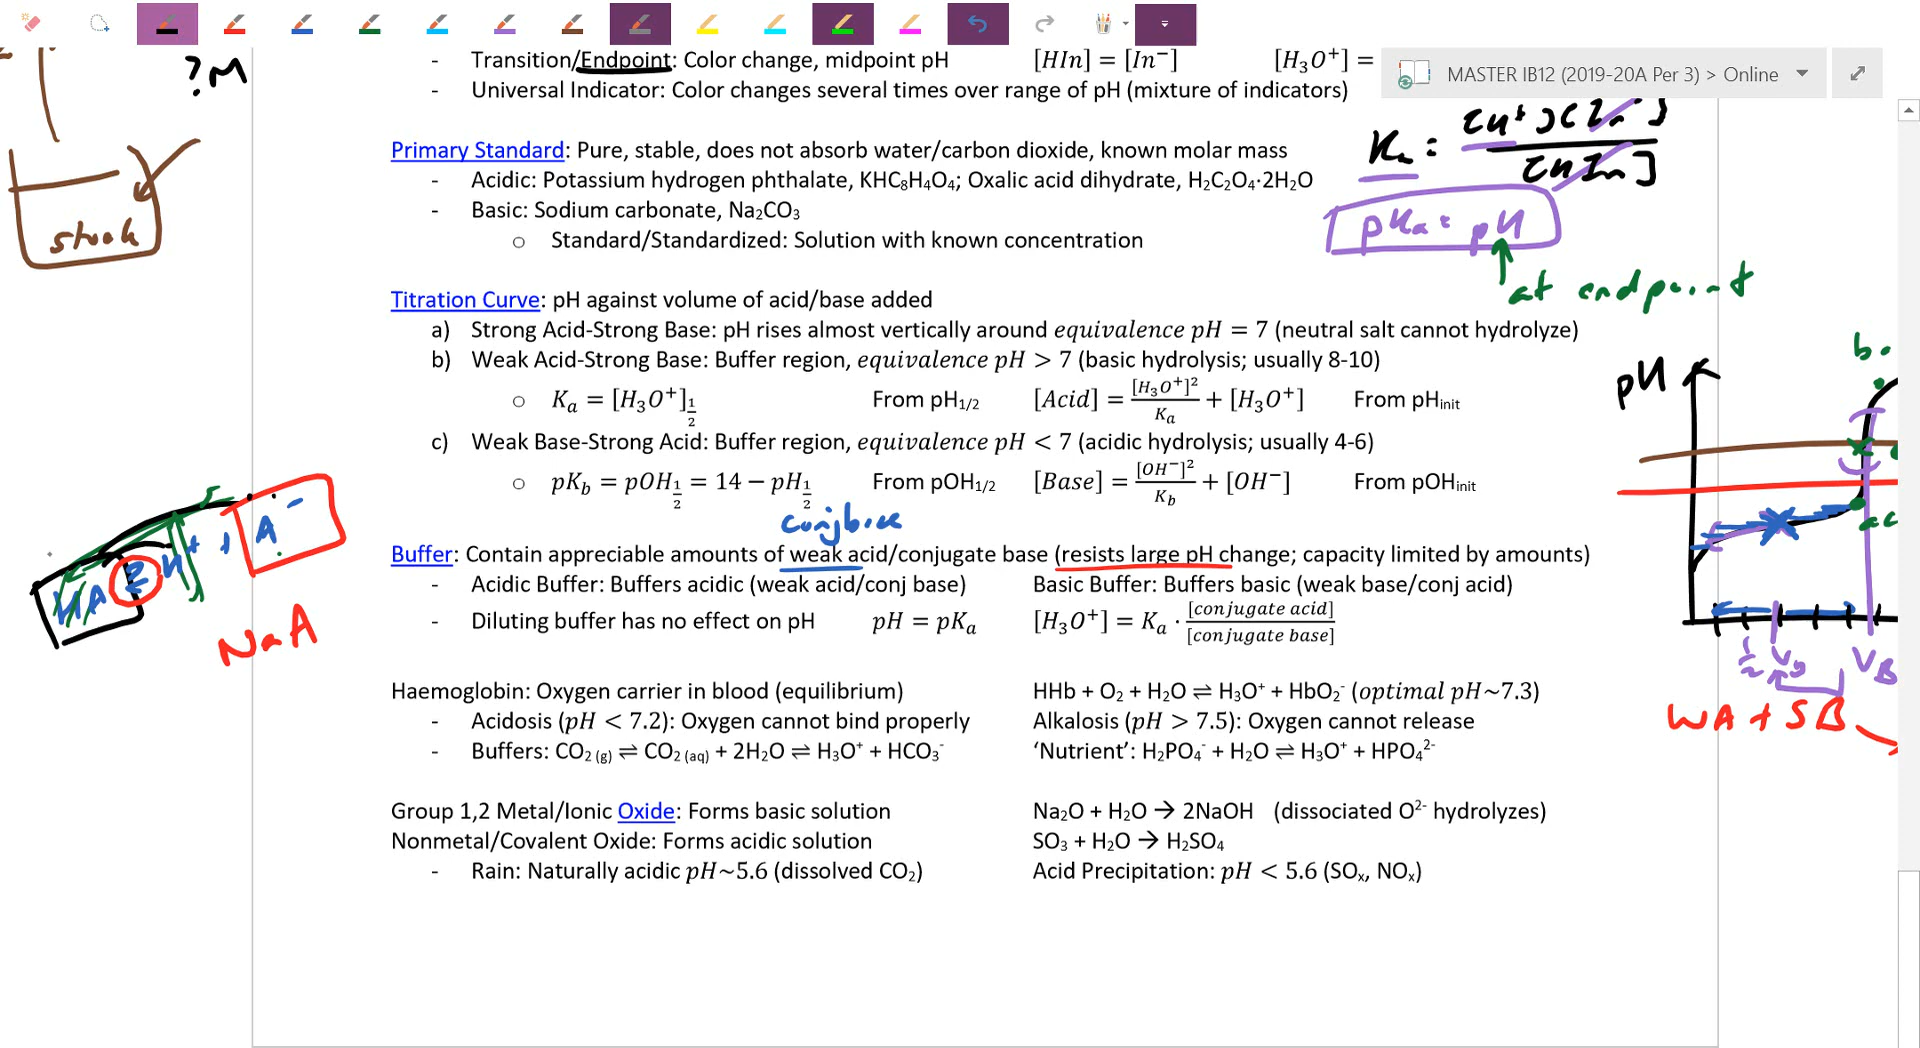 ? M
- Transition/Endpoint: Color change, midpoint pH [HIn] = [In⁻] [H₃O⁺] =
MASTER IB12 (2019-20A Per 3) > Online
- Universal Indicator: Color changes several times over range of pH (mixture of indicators)
Primary Standard: Pure, stable, does not absorb water/carbon dioxide, known molar mass
- Acidic: Potassium hydrogen phthalate, KHC₈H₄O₄; Oxalic acid dihydrate, H₂C₂O₄·2H₂O
- Basic: Sodium carbonate, Na₂CO₃
○ Standard/Standardized: Solution with known concentration
Ka = [H⁺][In⁻] / [HIn]
pKa = pH
at endpoint
stock
Titration Curve: pH against volume of acid/base added
a) Strong Acid-Strong Base: pH rises almost vertically around equivalence pH = 7 (neutral salt cannot hydrolyze)
b) Weak Acid-Strong Base: Buffer region, equivalence pH > 7 (basic hydrolysis; usually 8-10)
○ Kₐ = [H₃O⁺]½ From pH₁/₂ [Acid] = [H₃O⁺]²/Kₐ + [H₃O⁺] From pHinit
c) Weak Base-Strong Acid: Buffer region, equivalence pH < 7 (acidic hydrolysis; usually 4-6)
○ pK_b = pOH½ = 14 − pH½ From pOH₁/₂ [Base] = [OH⁻]²/K_b + [OH⁻] From pOHinit
conj base
Buffer: Contain appreciable amounts of weak acid/conjugate base (resists large pH change; capacity limited by amounts)
- Acidic Buffer: Buffers acidic (weak acid/conj base) Basic Buffer: Buffers basic (weak base/conj acid)
- Diluting buffer has no effect on pH pH = pKₐ [H₃O⁺] = Kₐ · [conjugate acid]/[conjugate base]
HA ⇌ H⁺ + A⁻
NaA
pH
½ VB
VB
WA + SB
Haemoglobin: Oxygen carrier in blood (equilibrium) HHb + O₂ + H₂O ⇌ H₃O⁺ + HbO₂⁻ (optimal pH~7.3)
- Acidosis (pH < 7.2): Oxygen cannot bind properly Alkalosis (pH > 7.5): Oxygen cannot release
- Buffers: CO₂ (g) ⇌ CO₂ (aq) + 2H₂O ⇌ H₃O⁺ + HCO₃⁻ ‘Nutrient’: H₂PO₄⁻ + H₂O ⇌ H₃O⁺ + HPO₄²⁻
Group 1,2 Metal/Ionic Oxide: Forms basic solution Na₂O + H₂O → 2NaOH (dissociated O²⁻ hydrolyzes)
Nonmetal/Covalent Oxide: Forms acidic solution SO₃ + H₂O → H₂SO₄
- Rain: Naturally acidic pH~5.6 (dissolved CO₂) Acid Precipitation: pH < 5.6 (SOₓ, NOₓ)